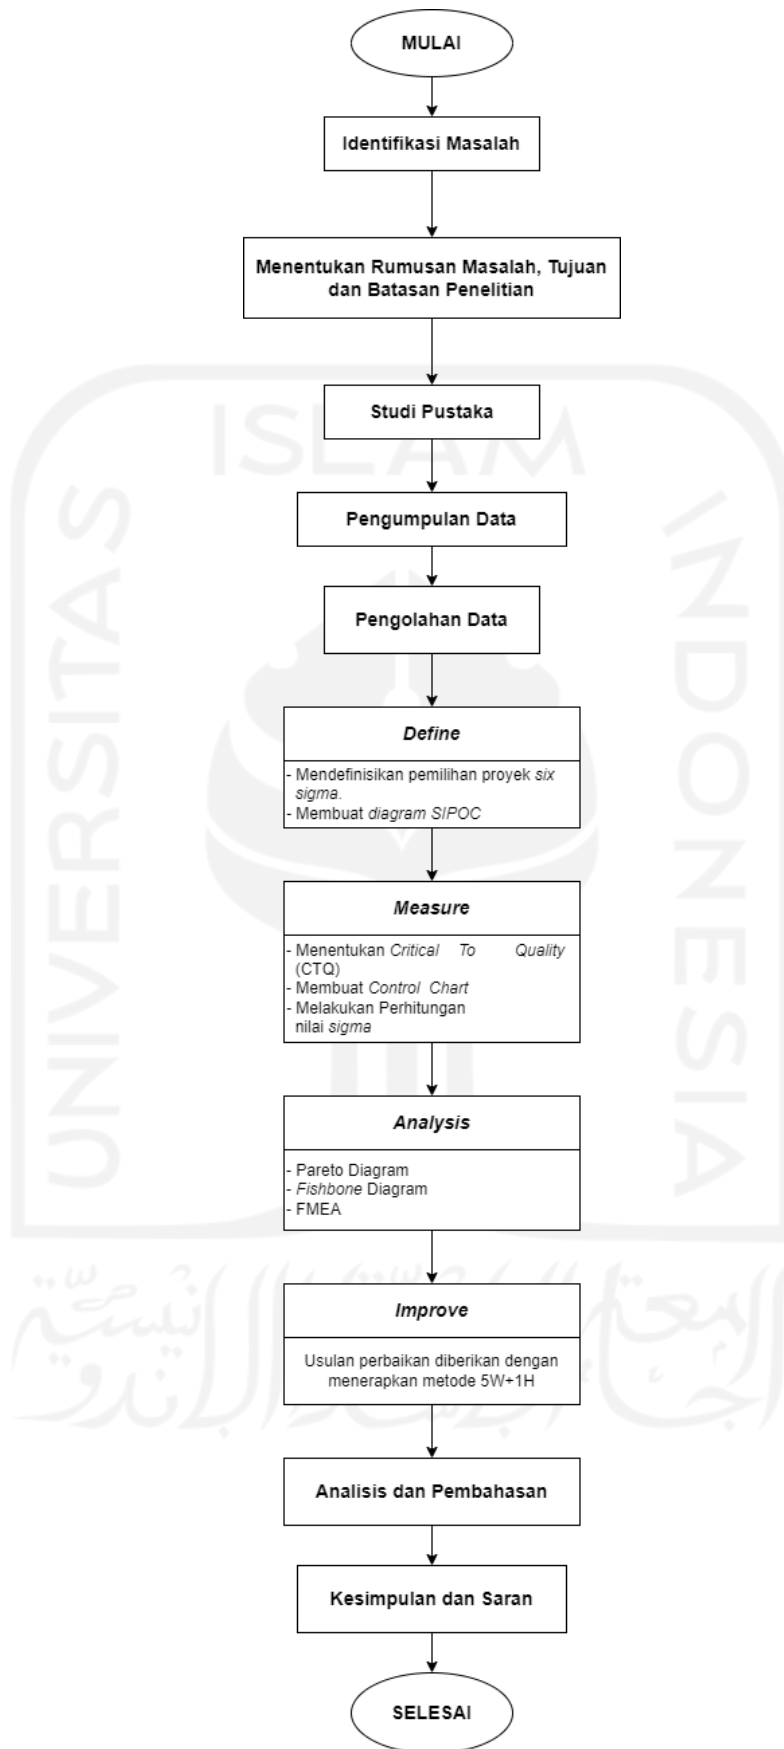 MULAI
Identifikasi Masalah
Menentukan Rumusan Masalah, Tujuan
dan Batasan Penelitian
Studi Pustaka
Pengumpulan Data
Pengolahan Data
Define
- Mendefinisikan pemilihan proyek six
sigma.
- Membuat diagram SIPOC
Measure
- Menentukan Critical To Quality
(CTQ)
- Membuat Control Chart
- Melakukan Perhitungan
nilai sigma
Analysis
- Pareto Diagram
- Fishbone Diagram
- FMEA
Improve
Usulan perbaikan diberikan dengan
menerapkan metode 5W+1H
Analisis dan Pembahasan
Kesimpulan dan Saran
SELESAI
UNIVERSITAS
ISLAM
INDONESIA